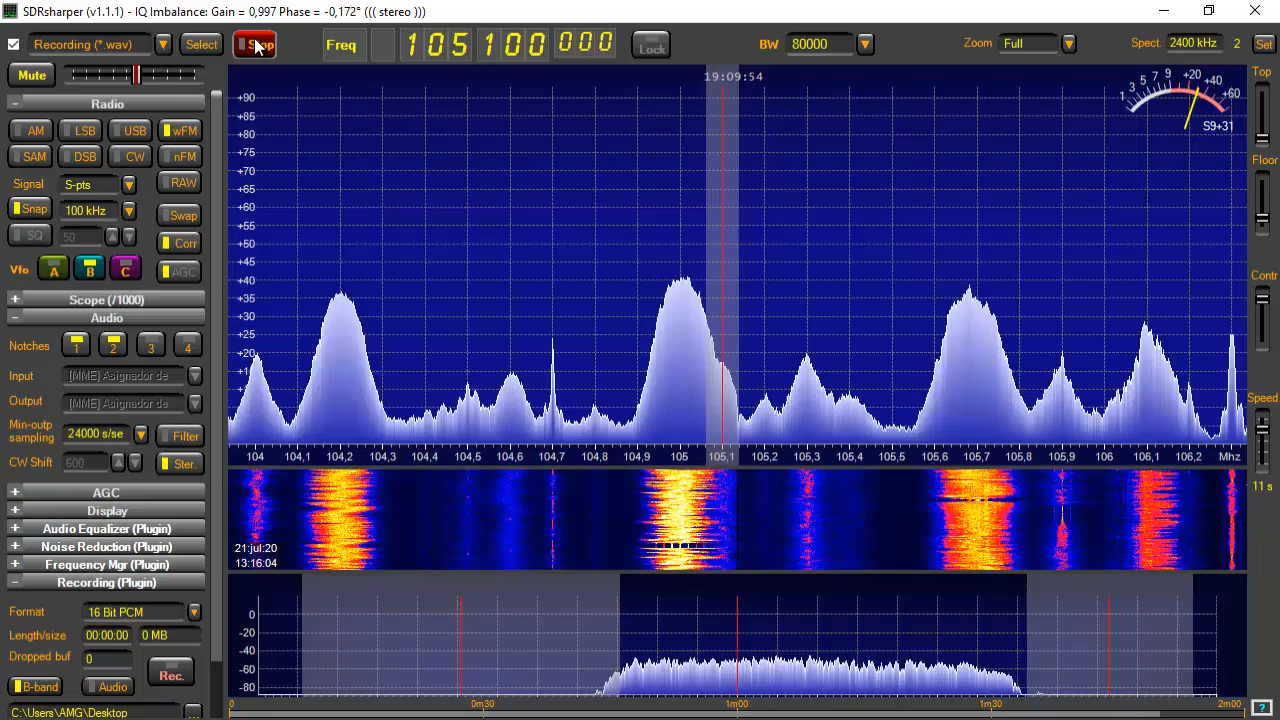 SDRsharper (v1.1.1) - IQ Imbalance: Gain = 0,997 Phase = -0,172° ((( stereo )))
Recording (*.wav) Select Stop Freq 105 100 000 Lock BW 80000 Zoom Full Spect. 2400 kHz 2 Set
Mute
Radio
AM LSB USB wFM
SAM DSB CW nFM
Signal S-pts RAW
Snap 100 kHz Swap
SQ 50 Corr
Vfo A B C AGC
Scope (/1000)
Audio
Notches 1 2 3 4
Input [MME] Asignador de
Output [MME] Asignador de
Min-outp
sampling 24000 s/se Filter
CW Shift 600 Ster.
AGC
Display
Audio Equalizer (Plugin)
Noise Reduction (Plugin)
Frequency Mgr (Plugin)
Recording (Plugin)
Format 16 Bit PCM
Length/size 00:00:00 0 MB
Dropped buf 0
Rec.
B-band Audio
C:\Users\AMG\Desktop ...
19:09:54
+90
+85
+80
+75
+70
+65
+60
+55
+50
+45
+40
+35
+30
+25
+20
1 3 5 7 9 +20 +40 +60
S9+31
104 104,1 104,2 104,3 104,4 104,5 104,6 104,7 104,8 104,9 105 105,1 105,2 105,3 105,4 105,5 105,6 105,7 105,8 105,9 106 106,1 106,2 Mhz
21:jul:20
13:16:04
0
-20
-40
-60
-80
0 0m30 1m00 1m30 2m00
Top
Floor
Contr
Speed
11 s
?